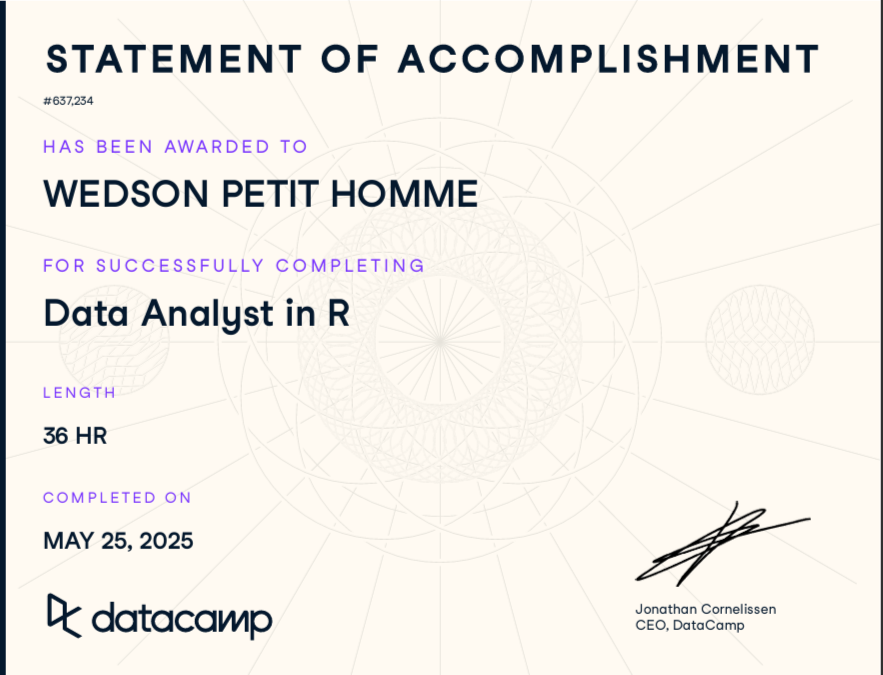 STATEMENT OF ACCOMPLISHMENT
#637,234
HAS BEEN AWARDED TO
WEDSON PETIT HOMME
FOR SUCCESSFULLY COMPLETING
Data Analyst in R
LENGTH
36 HR
COMPLETED ON
MAY 25, 2025
datacamp
Jonathan Cornelissen
CEO, DataCamp